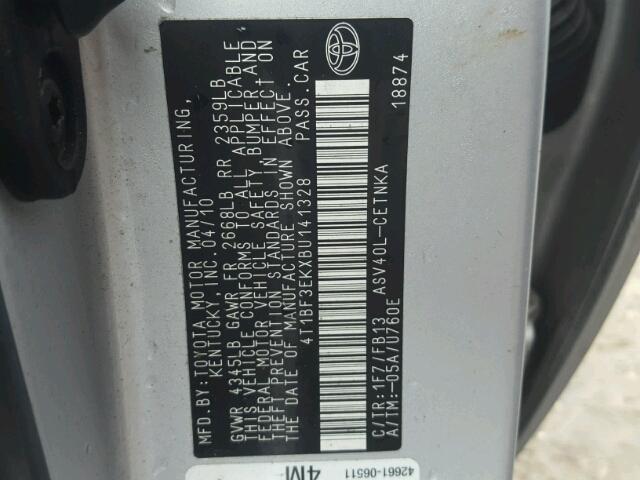 MFD.BY:TOYOTA MOTOR MANUFACTURING,
KENTUCKY, INC. 04/10
GVWR 4345LB GAWR FR 2668LB RR 2359LB
THIS VEHICLE CONFORMS TO ALL APPLICABLE
FEDERAL MOTOR VEHICLE SAFETY, BUMPER AND
THEFT PREVENTION STANDARDS IN EFFECT ON
THE DATE OF MANUFACTURE SHOWN ABOVE.
4T1BF3EKXBU141328 PASS.CAR
C/TR:1F7/FB13 ASV40L-CETNKA
A/TM:-05A/U760E 18874
4M 42661-06511